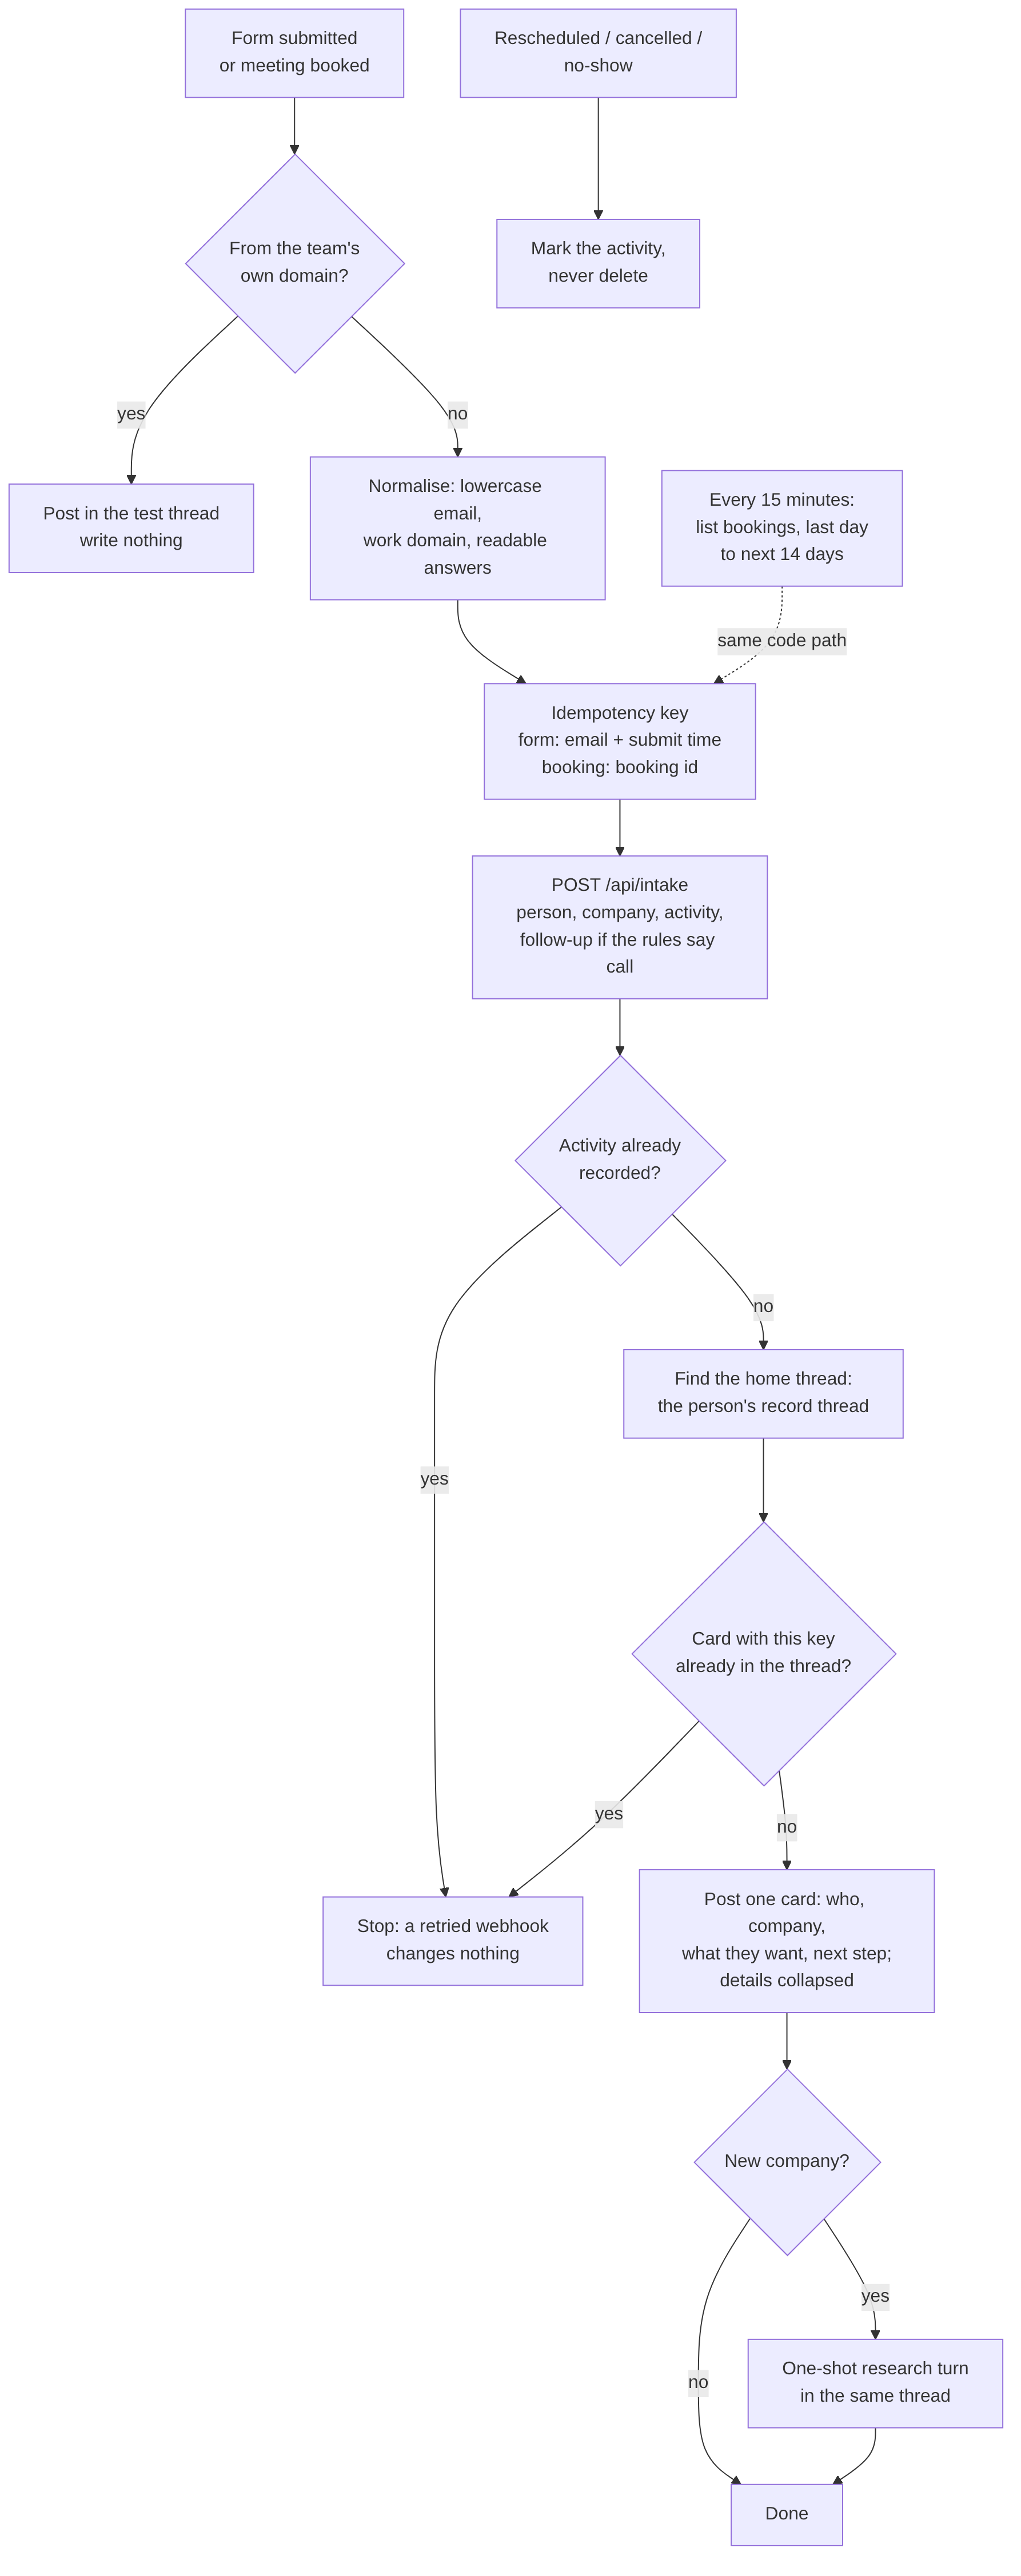 Form submitted
or meeting booked
Rescheduled / cancelled /
no-show
From the team's
own domain?
Mark the activity,
never delete
yes
no
Post in the test thread
write nothing
Normalise: lowercase
email,
work domain, readable
answers
Every 15 minutes:
list bookings, last day
to next 14 days
same code path
Idempotency key
form: email + submit time
booking: booking id
POST /api/intake
person, company, activity,
follow-up if the rules say
call
Activity already
recorded?
no
Find the home thread:
the person's record thread
yes
Card with this key
already in the thread?
yes
no
Stop: a retried webhook
changes nothing
Post one card: who,
company,
what they want, next step;
details collapsed
New company?
yes
no
One-shot research turn
in the same thread
Done